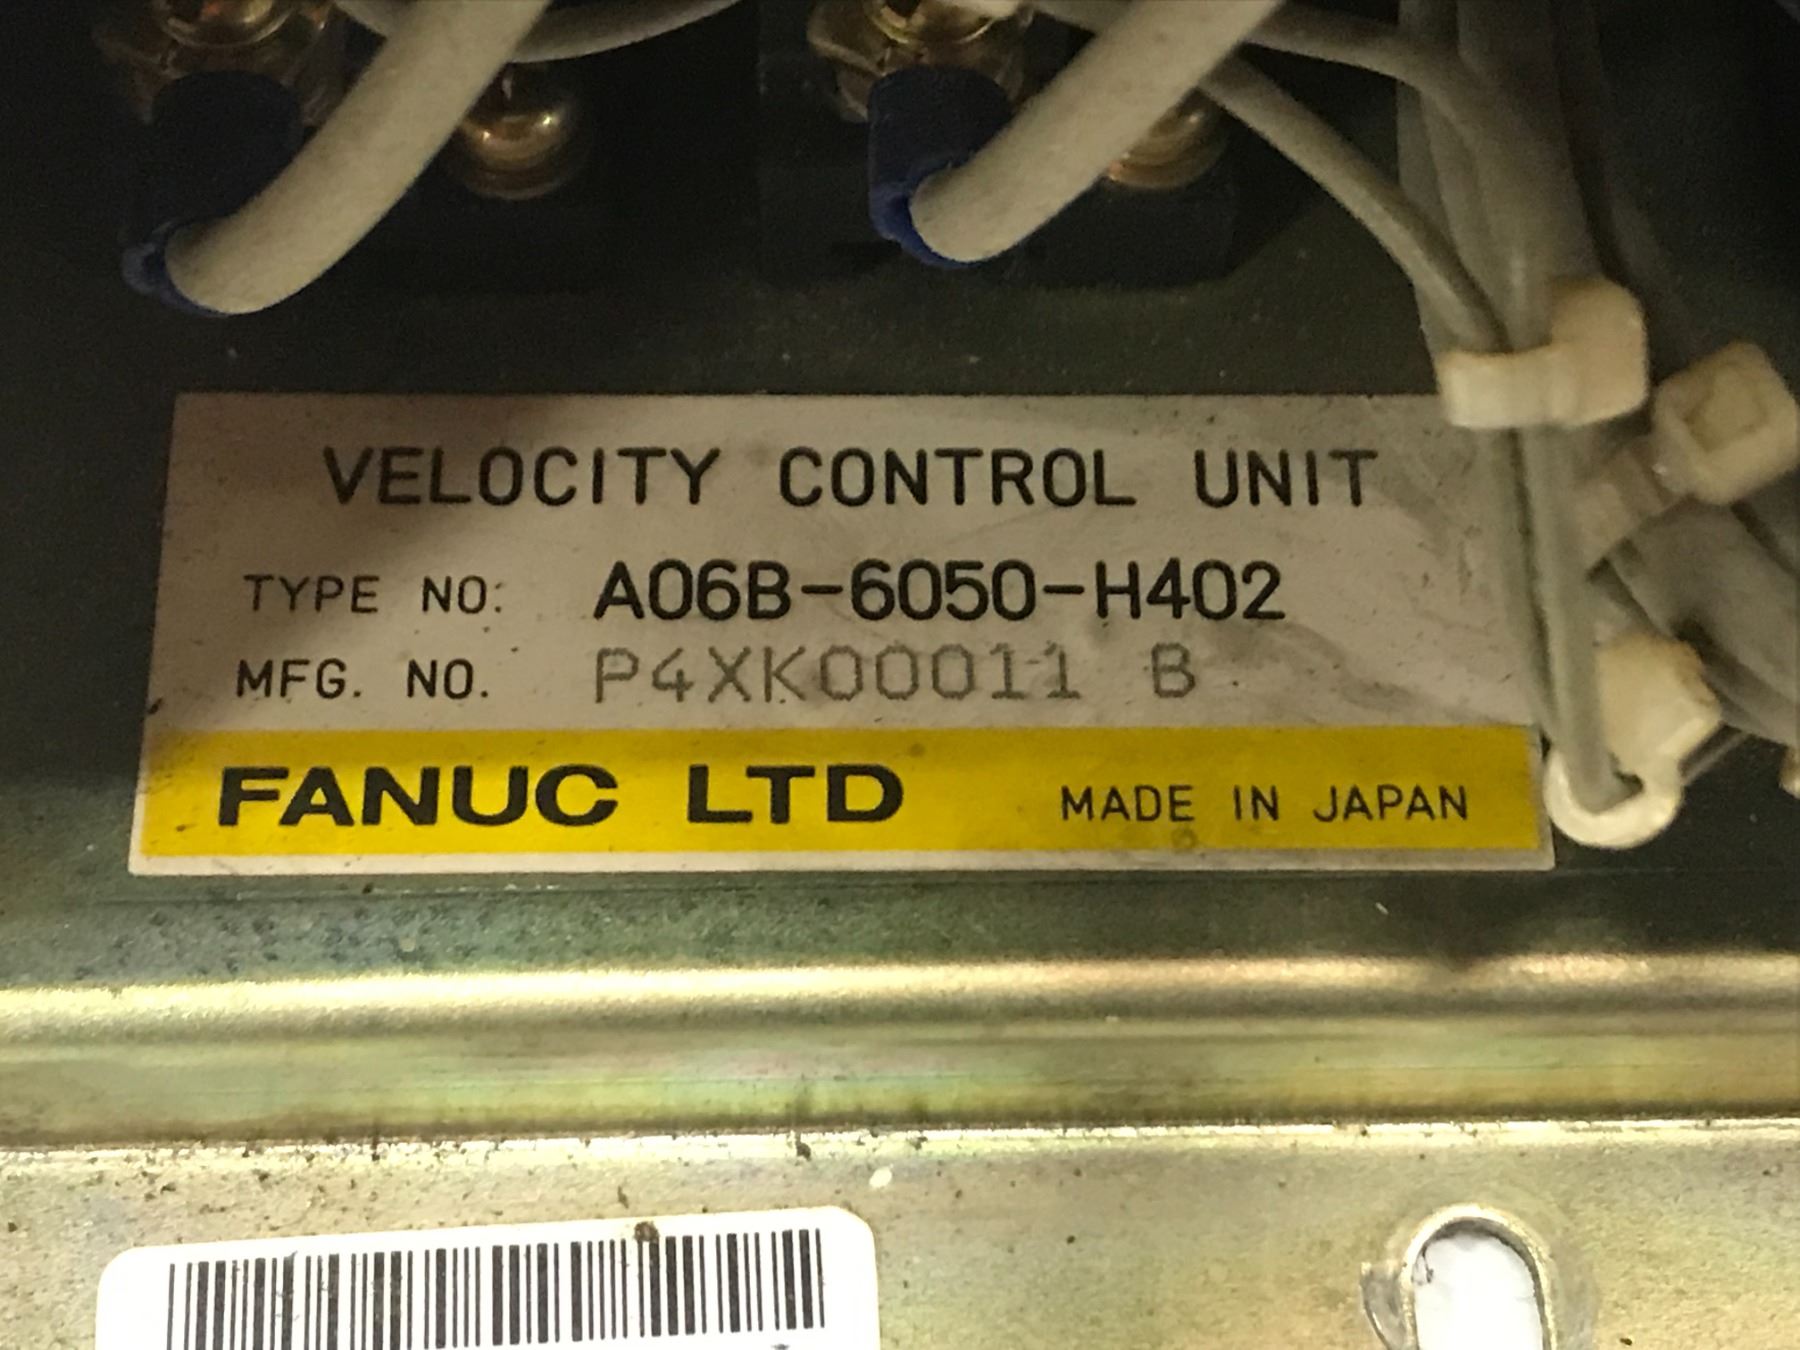 VELOCITY CONTROL UNIT
TYPE NO: A06B-6050-H402
MFG. NO. P4XK00011 B
FANUC LTD MADE IN JAPAN